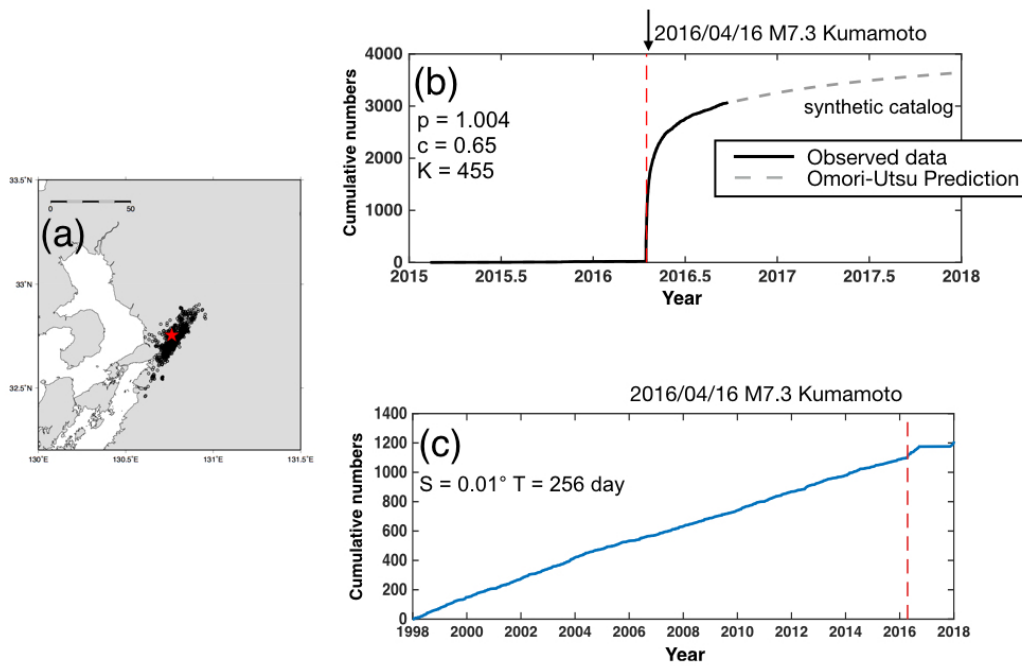 2016/04/16 M7.3 Kumamoto
(b)
p = 1.004
c = 0.65
K = 455
synthetic catalog
Observed data
Omori-Utsu Prediction
Cumulative numbers
4000
3000
2000
1000
0
2015
2015.5
2016
2016.5
2017
2017.5
2018
Year
(a)
0
50
33.5°N
33°N
32.5°N
130°E
130.5°E
131°E
131.5°E
2016/04/16 M7.3 Kumamoto
(c)
S = 0.01° T = 256 day
Cumulative numbers
1400
1200
1000
800
600
400
200
0
1998
2000
2002
2004
2006
2008
2010
2012
2014
2016
2018
Year